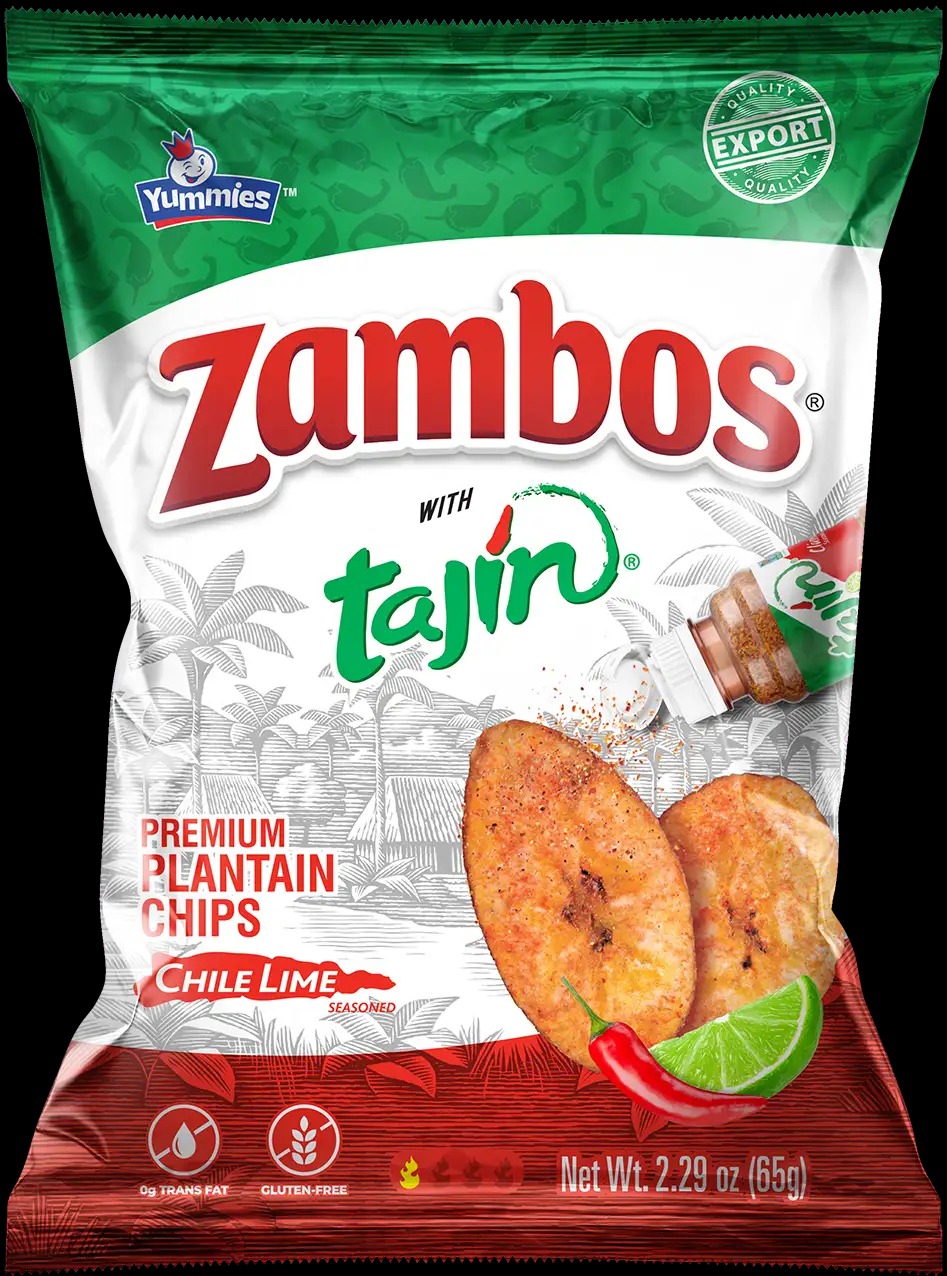 Yummies™
QUALITY
EXPORT
QUALITY
Zambos®
WITH
tajín®
PREMIUM
PLANTAIN
CHIPS
CHILE LIME
SEASONED
0g TRANS FAT
GLUTEN-FREE
Net Wt. 2.29 oz (65g)